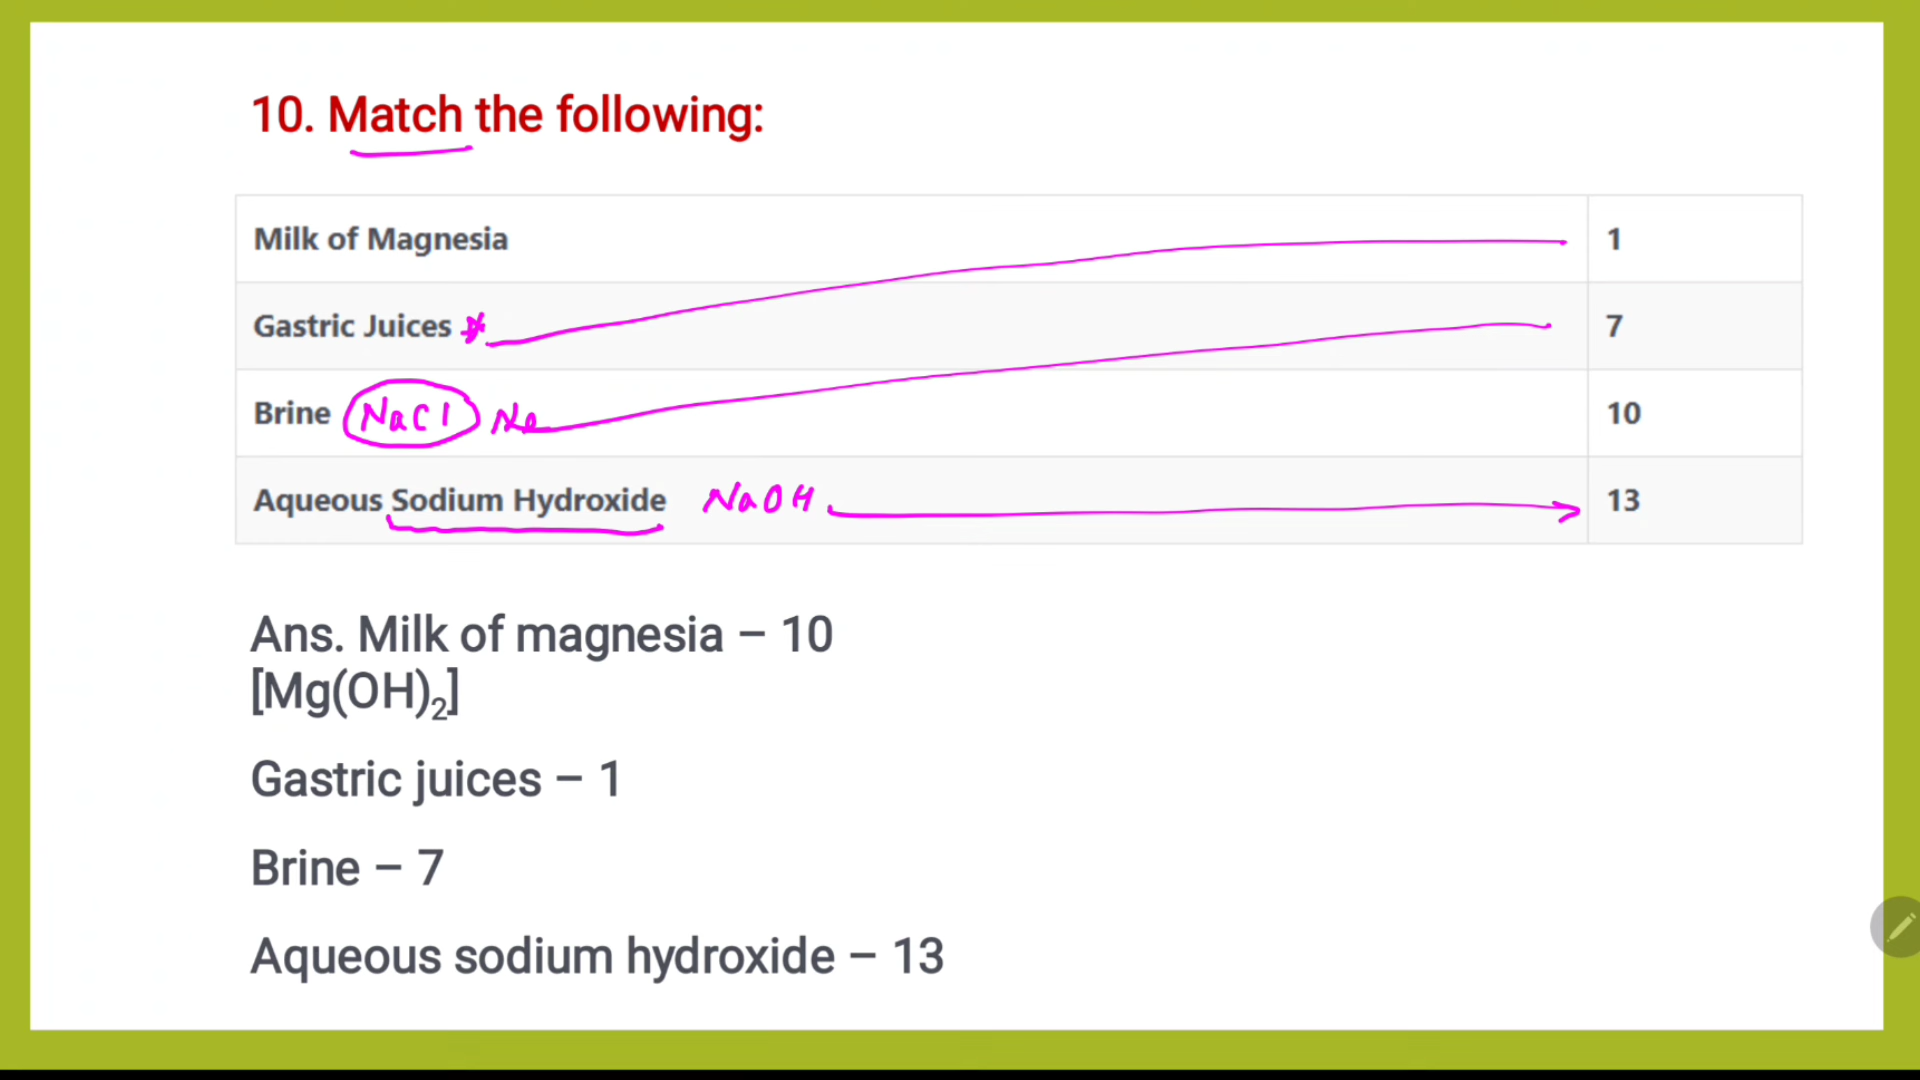 10. Match the following:
Milk of Magnesia 1
Gastric Juices 7
Brine NaCl 10
Aqueous Sodium Hydroxide NaOH 13
Ans. Milk of magnesia – 10
[Mg(OH)₂]
Gastric juices – 1
Brine – 7
Aqueous sodium hydroxide – 13